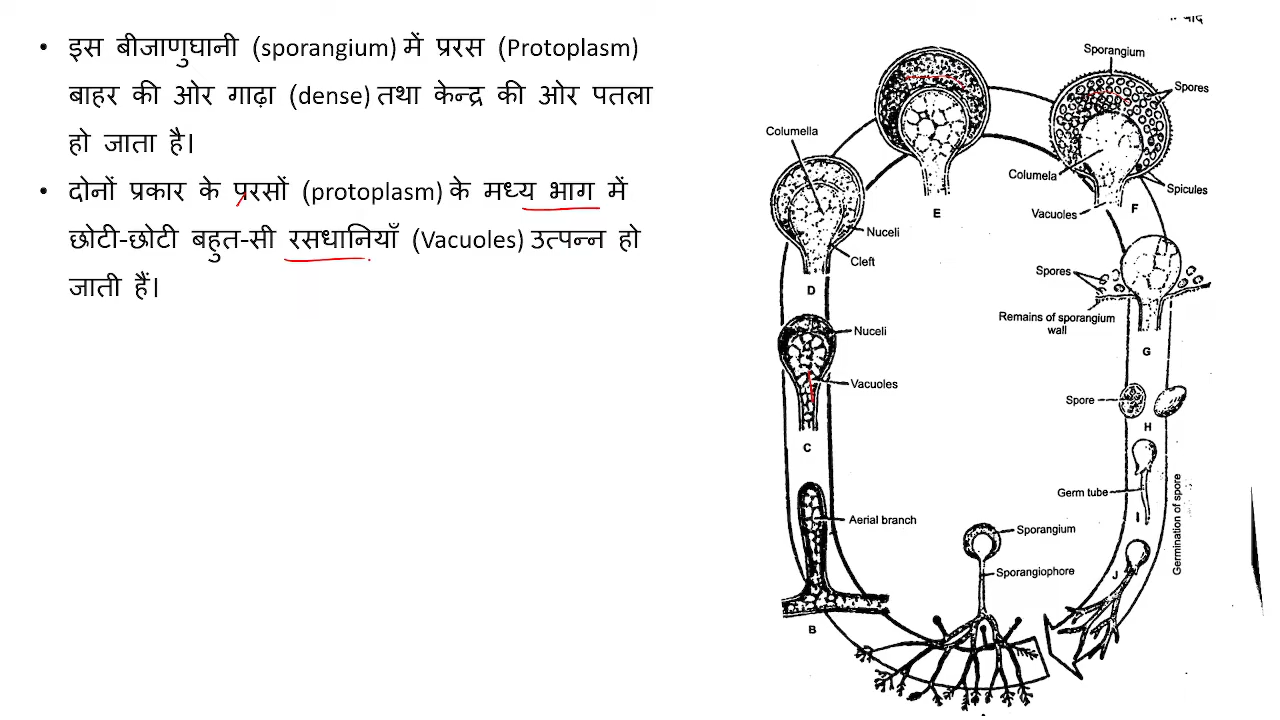 • इस बीजाणुघानी (sporangium) में प्ररस (Protoplasm)
बाहर की ओर गाढ़ा (dense) तथा केन्द्र की ओर पतला
हो जाता है।
• दोनों प्रकार के प्ररसों (protoplasm) के मध्य भाग में
छोटी-छोटी बहुत-सी रसधानियाँ (Vacuoles) उत्पन्न हो
जाती हैं।
Sporangium
Spores
Columella
Columela
Spicules
Vacuoles
F
E
Nuceli
Cleft
D
Spores
Remains of sporangium
wall
G
Nuceli
Vacuoles
C
Spore
H
Germ tube
I
Germination of spore
Aerial branch
Sporangium
Sporangiophore
J
B